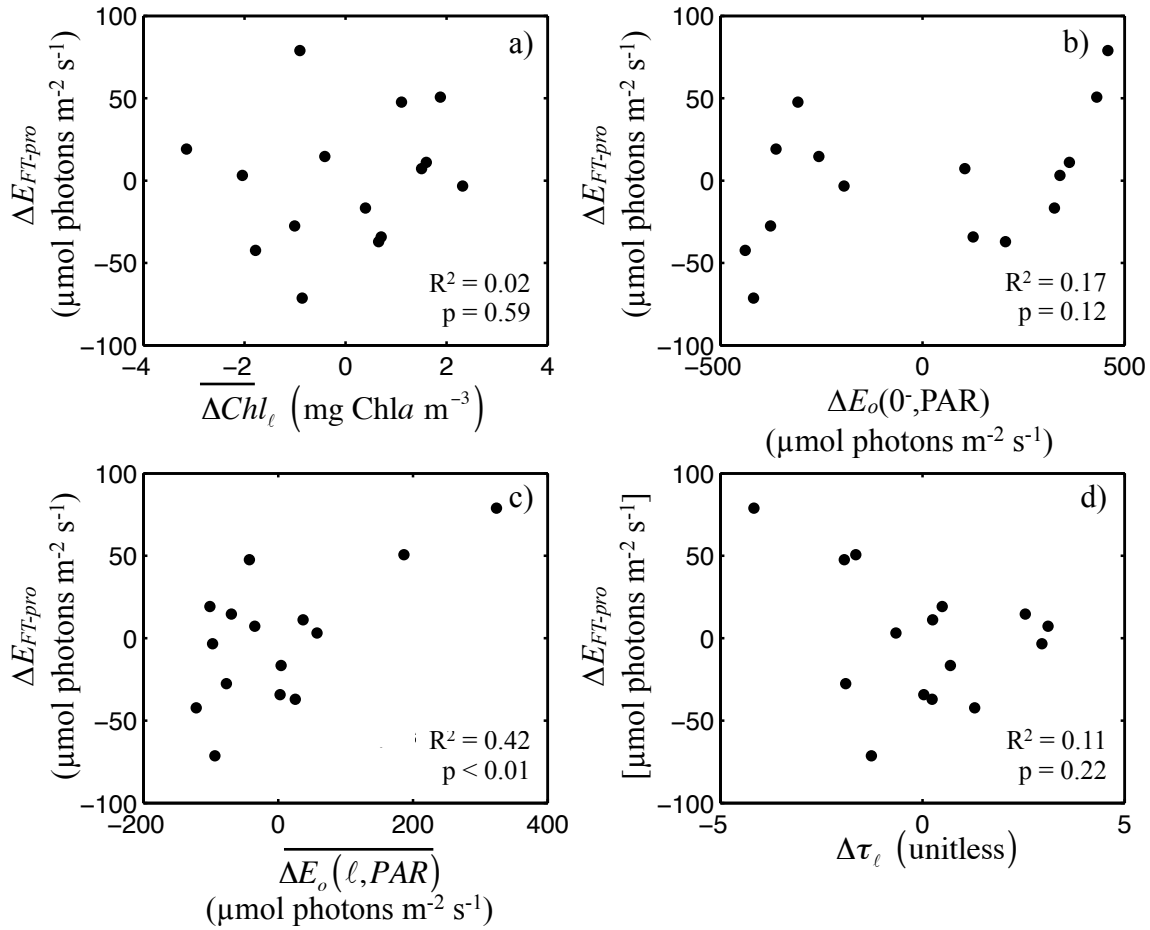 100
50
0
−50
−100
ΔE_FT-pro
(µmol photons m⁻² s⁻¹)
a)
R² = 0.02
p = 0.59
−4 −2 0 2 4
ΔChl_ℓ (mg Chla m⁻³)
100
50
0
−50
−100
ΔE_FT-pro
(µmol photons m⁻² s⁻¹)
b)
R² = 0.17
p = 0.12
−500 0 500
ΔE_o(0⁻,PAR)
(µmol photons m⁻² s⁻¹)
100
50
0
−50
−100
ΔE_FT-pro
(µmol photons m⁻² s⁻¹)
c)
R² = 0.42
p < 0.01
−200 0 200 400
ΔE_o(ℓ,PAR)
(µmol photons m⁻² s⁻¹)
100
50
0
−50
−100
ΔE_FT-pro
[µmol photons m⁻² s⁻¹]
d)
R² = 0.11
p = 0.22
−5 0 5
Δτ_ℓ (unitless)